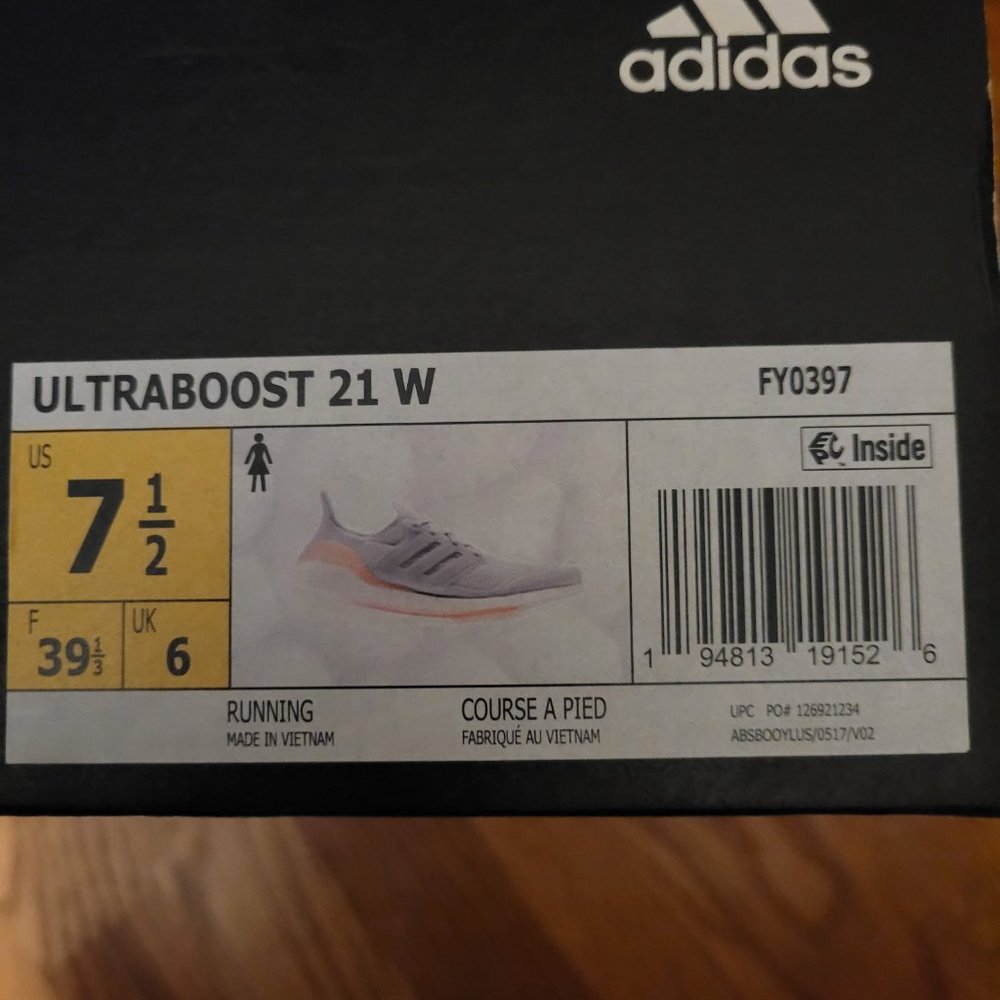 adidas
ULTRABOOST 21 W
FY0397
US
7 1/2
F
39 1/3
UK
6
EPC Inside
1 94813 19152 6
RUNNING
MADE IN VIETNAM
COURSE A PIED
FABRIQUÉ AU VIETNAM
UPC PO# 126921234
ABSBOOYLUS/0517/V02